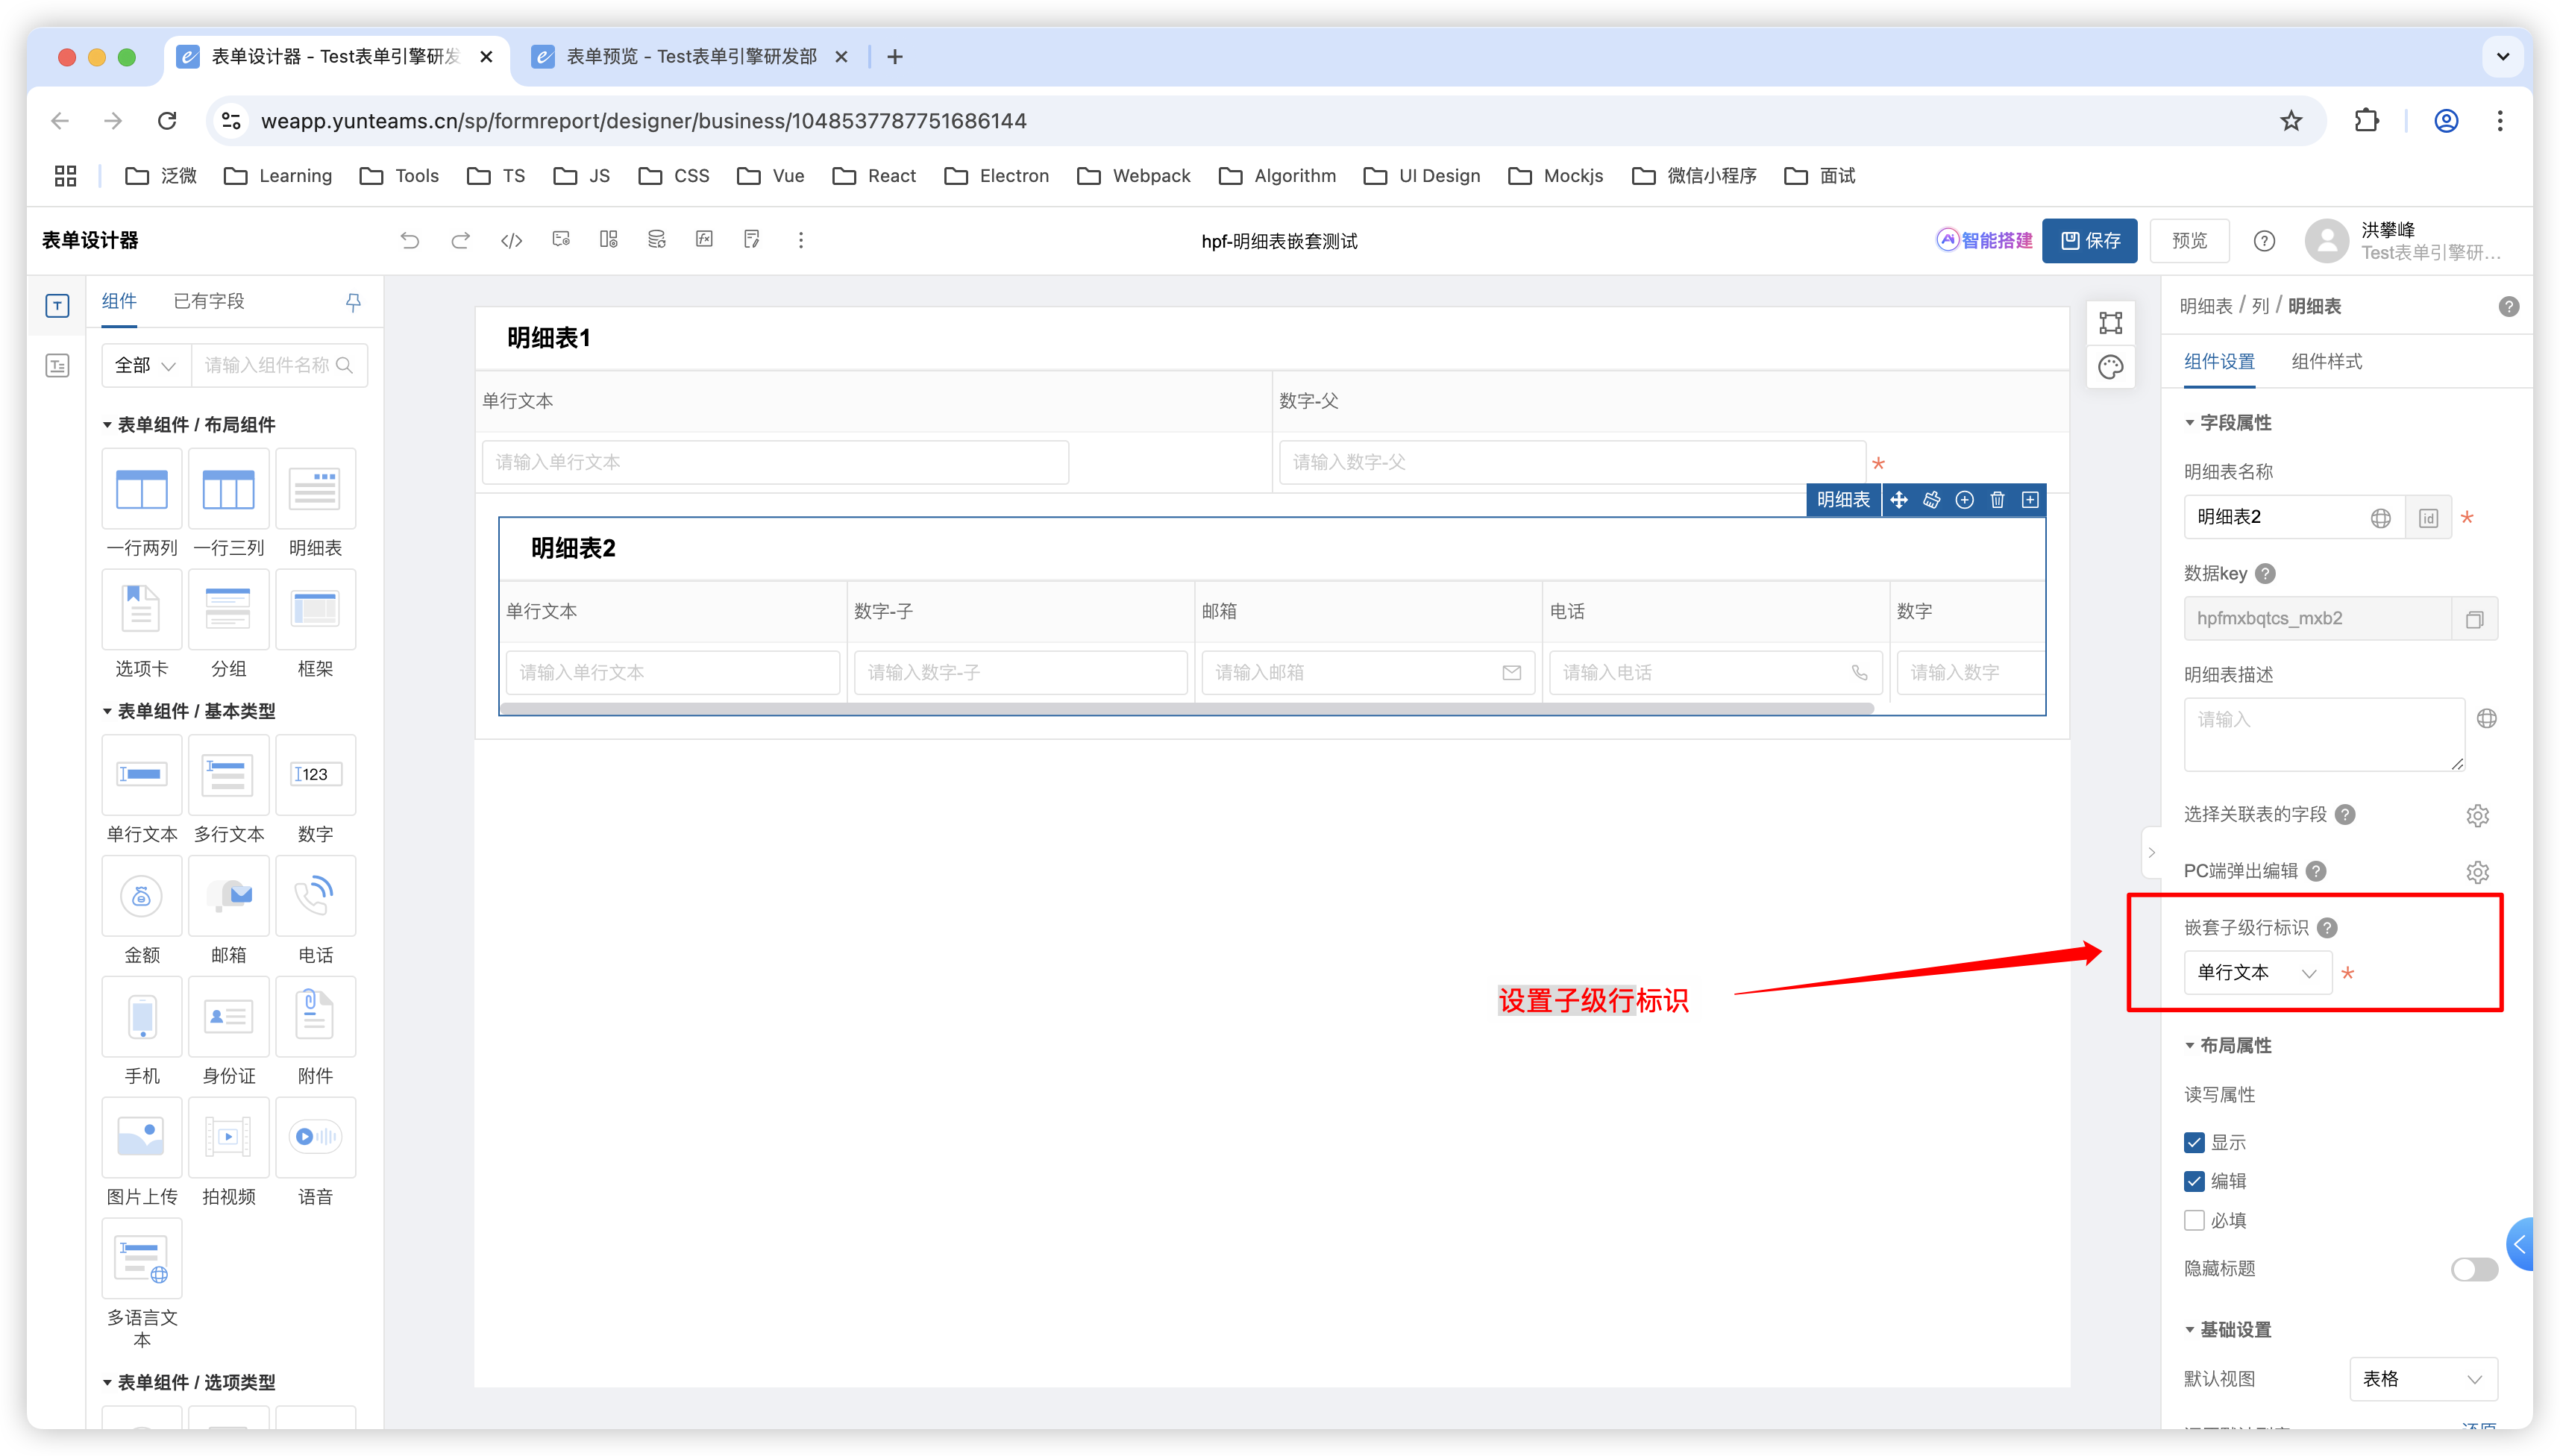 表单设计器 - Test表单引擎研发
表单预览 - Test表单引擎研发部
weapp.yunteams.cn/sp/formreport/designer/business/1048537787751686144
泛微 Learning Tools TS JS CSS Vue React Electron Webpack Algorithm UI Design Mockjs 微信小程序 面试
表单设计器
hpf-明细表嵌套测试
智能搭建
保存
预览
洪攀峰
Test表单引擎研...
组件 已有字段
全部 请输入组件名称
表单组件 / 布局组件
一行两列 一行三列 明细表
选项卡 分组 框架
表单组件 / 基本类型
123
单行文本 多行文本 数字
金额 邮箱 电话
手机 身份证 附件
图片上传 拍视频 语音
多语言文
本
表单组件 / 选项类型
明细表1
单行文本 数字-父
请输入单行文本 请输入数字-父 *
明细表
明细表2
单行文本 数字-子 邮箱 电话 数字
请输入单行文本 请输入数字-子 请输入邮箱 请输入电话 请输入数字
设置子级行标识
明细表 / 列 / 明细表
组件设置 组件样式
字段属性
明细表名称
明细表2 id *
数据key
hpfmxbqtcs_mxb2
明细表描述
请输入
选择关联表的字段
PC端弹出编辑
嵌套子级行标识
单行文本 *
布局属性
读写属性
显示
编辑
必填
隐藏标题
基础设置
默认视图 表格